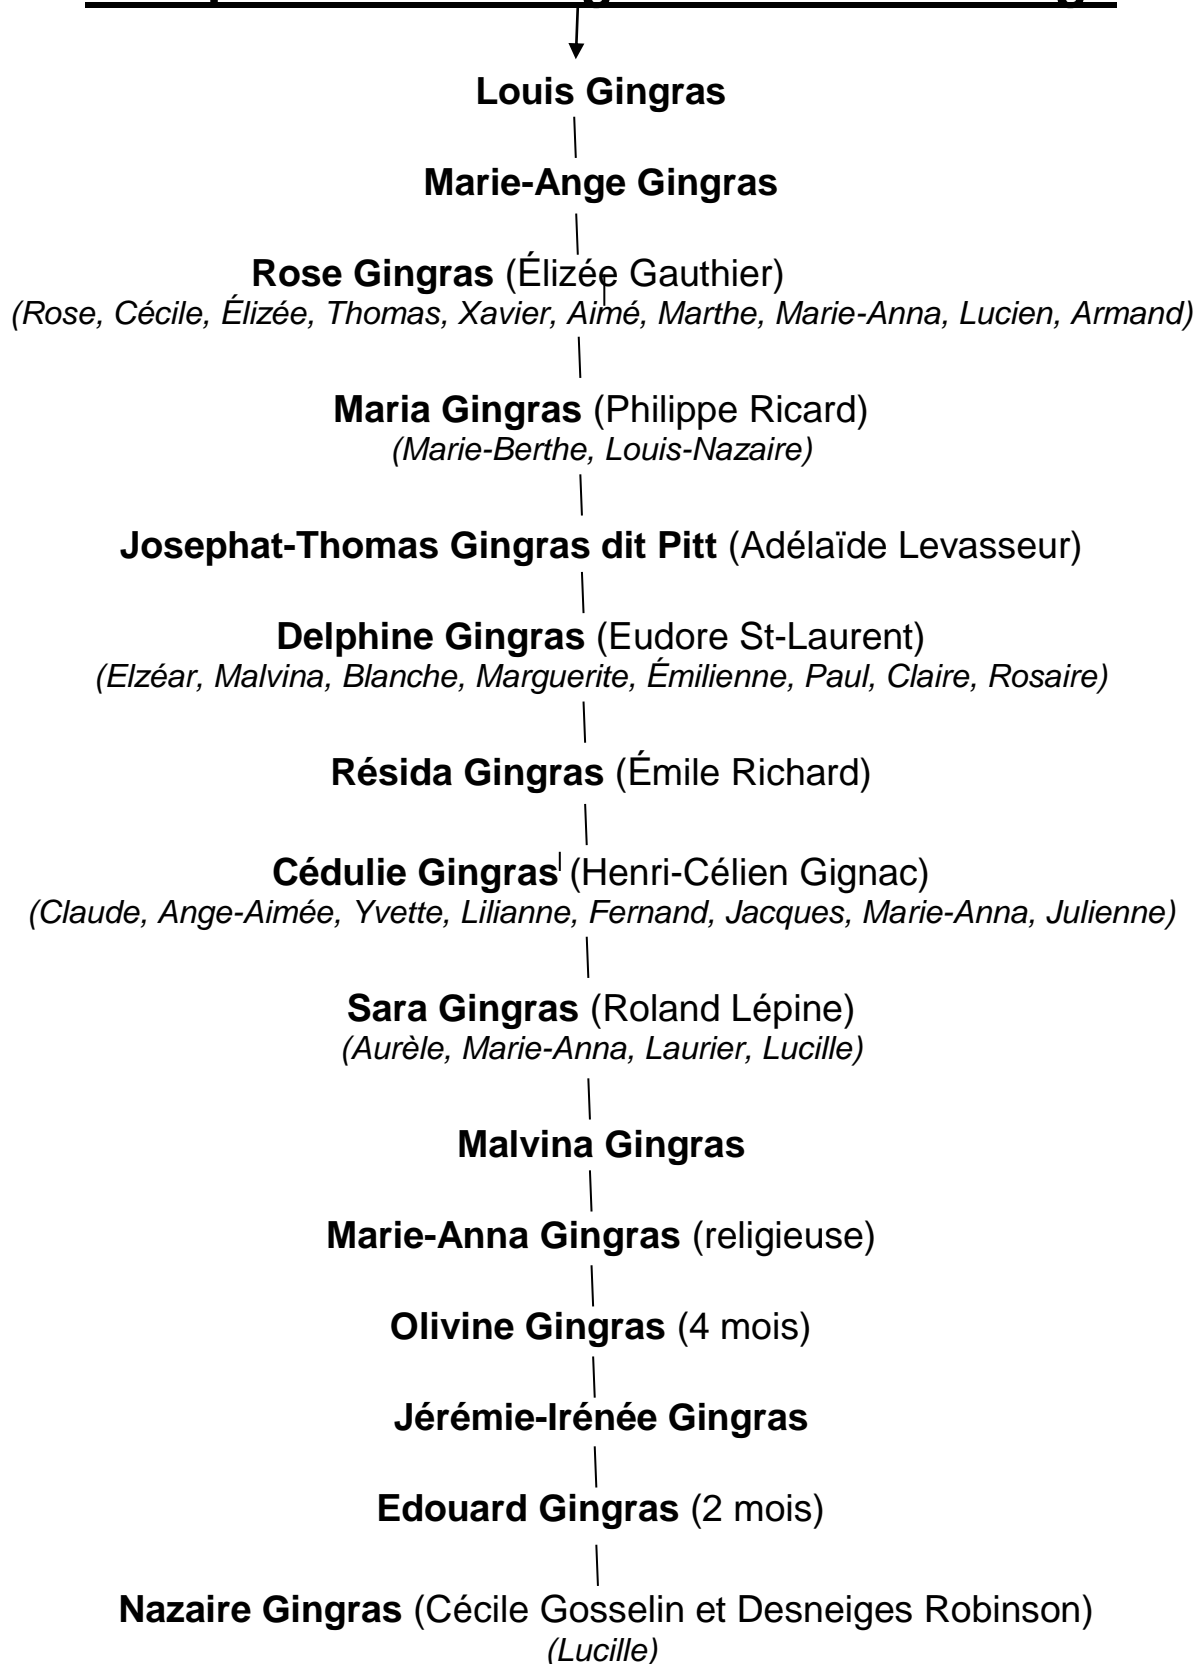 Louis Gingras
Marie-Ange Gingras
Rose Gingras (Élizée Gauthier)
(Rose, Cécile, Élizée, Thomas, Xavier, Aimé, Marthe, Marie-Anna, Lucien, Armand)
Maria Gingras (Philippe Ricard)
(Marie-Berthe, Louis-Nazaire)
Josephat-Thomas Gingras dit Pitt (Adélaïde Levasseur)
Delphine Gingras (Eudore St-Laurent)
(Elzéar, Malvina, Blanche, Marguerite, Émilienne, Paul, Claire, Rosaire)
Résida Gingras (Émile Richard)
Cédulie Gingras (Henri-Célien Gignac)
(Claude, Ange-Aimée, Yvette, Lilianne, Fernand, Jacques, Marie-Anna, Julienne)
Sara Gingras (Roland Lépine)
(Aurèle, Marie-Anna, Laurier, Lucille)
Malvina Gingras
Marie-Anna Gingras (religieuse)
Olivine Gingras (4 mois)
Jérémie-Irénée Gingras
Edouard Gingras (2 mois)
Nazaire Gingras (Cécile Gosselin et Desneiges Robinson)
(Lucille)